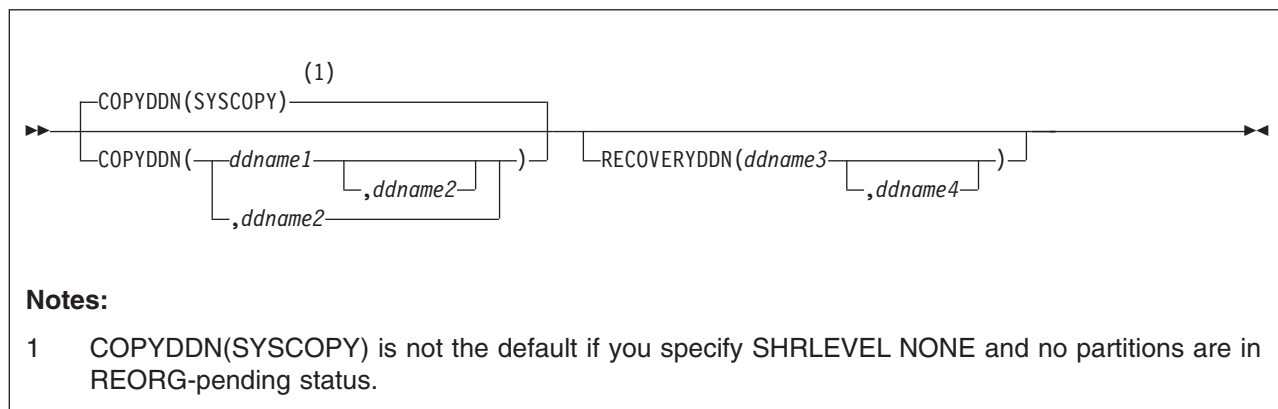 (1)
COPYDDN(SYSCOPY)
COPYDDN( ddname1 ) RECOVERYDDN(ddname3 )
,ddname2 ,ddname4
,ddname2
Notes:
1 COPYDDN(SYSCOPY) is not the default if you specify SHRLEVEL NONE and no partitions are in
REORG-pending status.